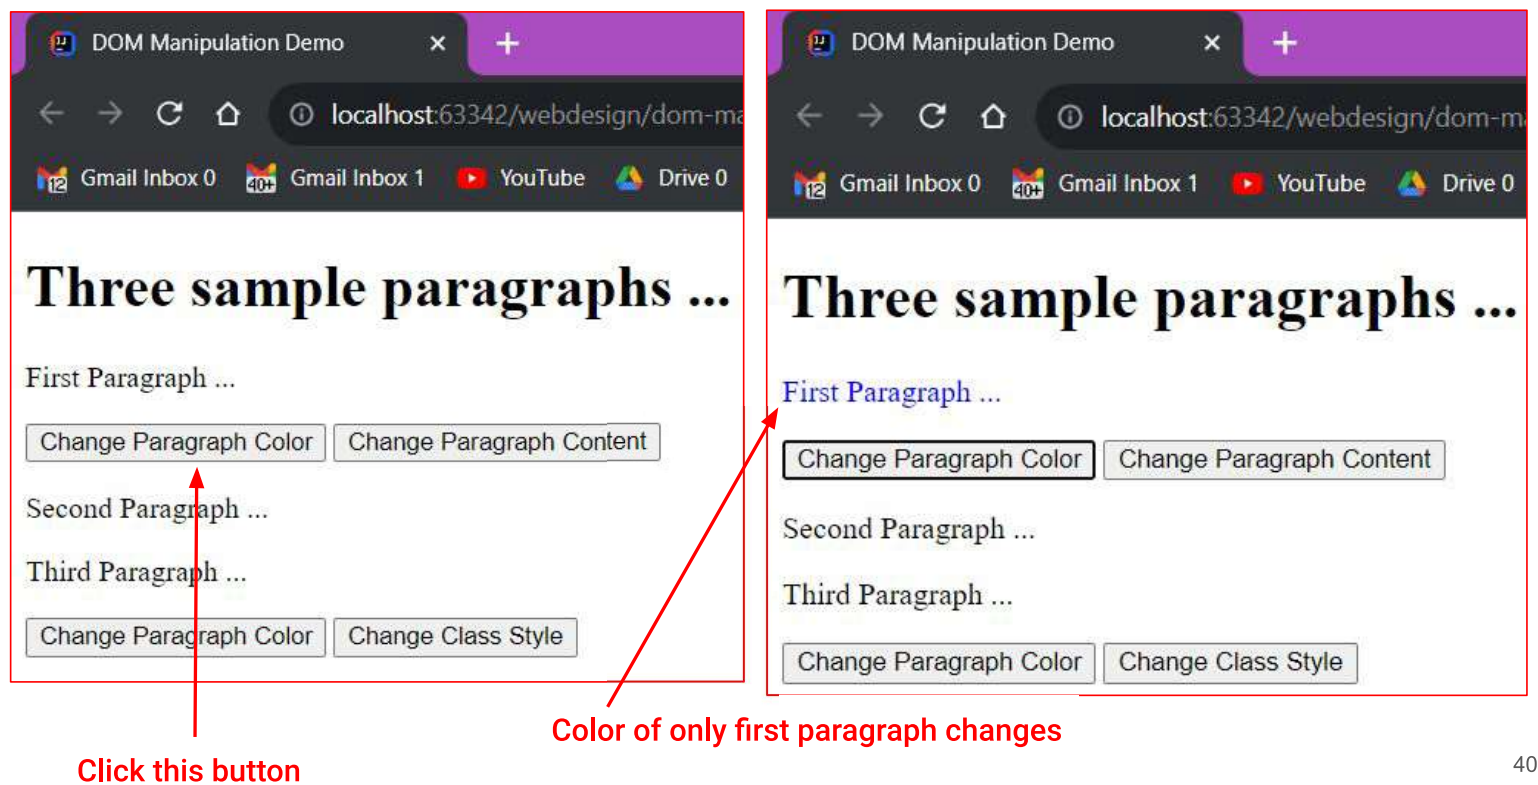 DOM Manipulation Demo
localhost:63342/webdesign/dom-ma
12 Gmail Inbox 0 40+ Gmail Inbox 1 YouTube Drive 0
Three sample paragraphs ...
First Paragraph ...
Change Paragraph Color Change Paragraph Content
Second Paragraph ...
Third Paragraph ...
Change Paragraph Color Change Class Style
Click this button
DOM Manipulation Demo
localhost:63342/webdesign/dom-m
12 Gmail Inbox 0 40+ Gmail Inbox 1 YouTube Drive 0
Three sample paragraphs ...
First Paragraph ...
Change Paragraph Color Change Paragraph Content
Second Paragraph ...
Third Paragraph ...
Change Paragraph Color Change Class Style
Color of only first paragraph changes
40